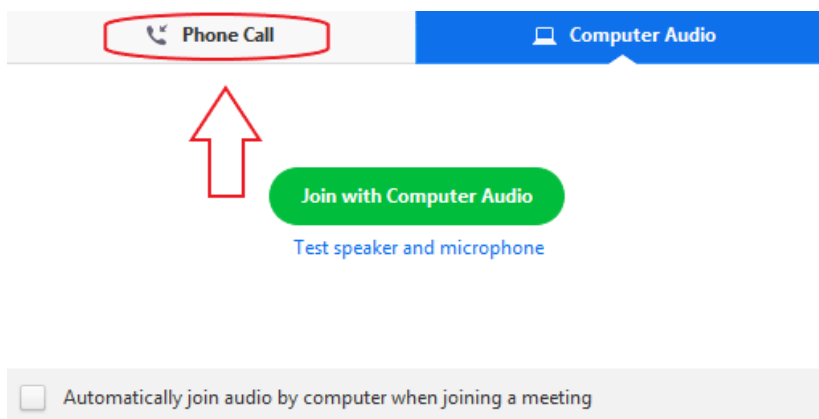 Phone Call
Computer Audio
Join with Computer Audio
Test speaker and microphone
Automatically join audio by computer when joining a meeting